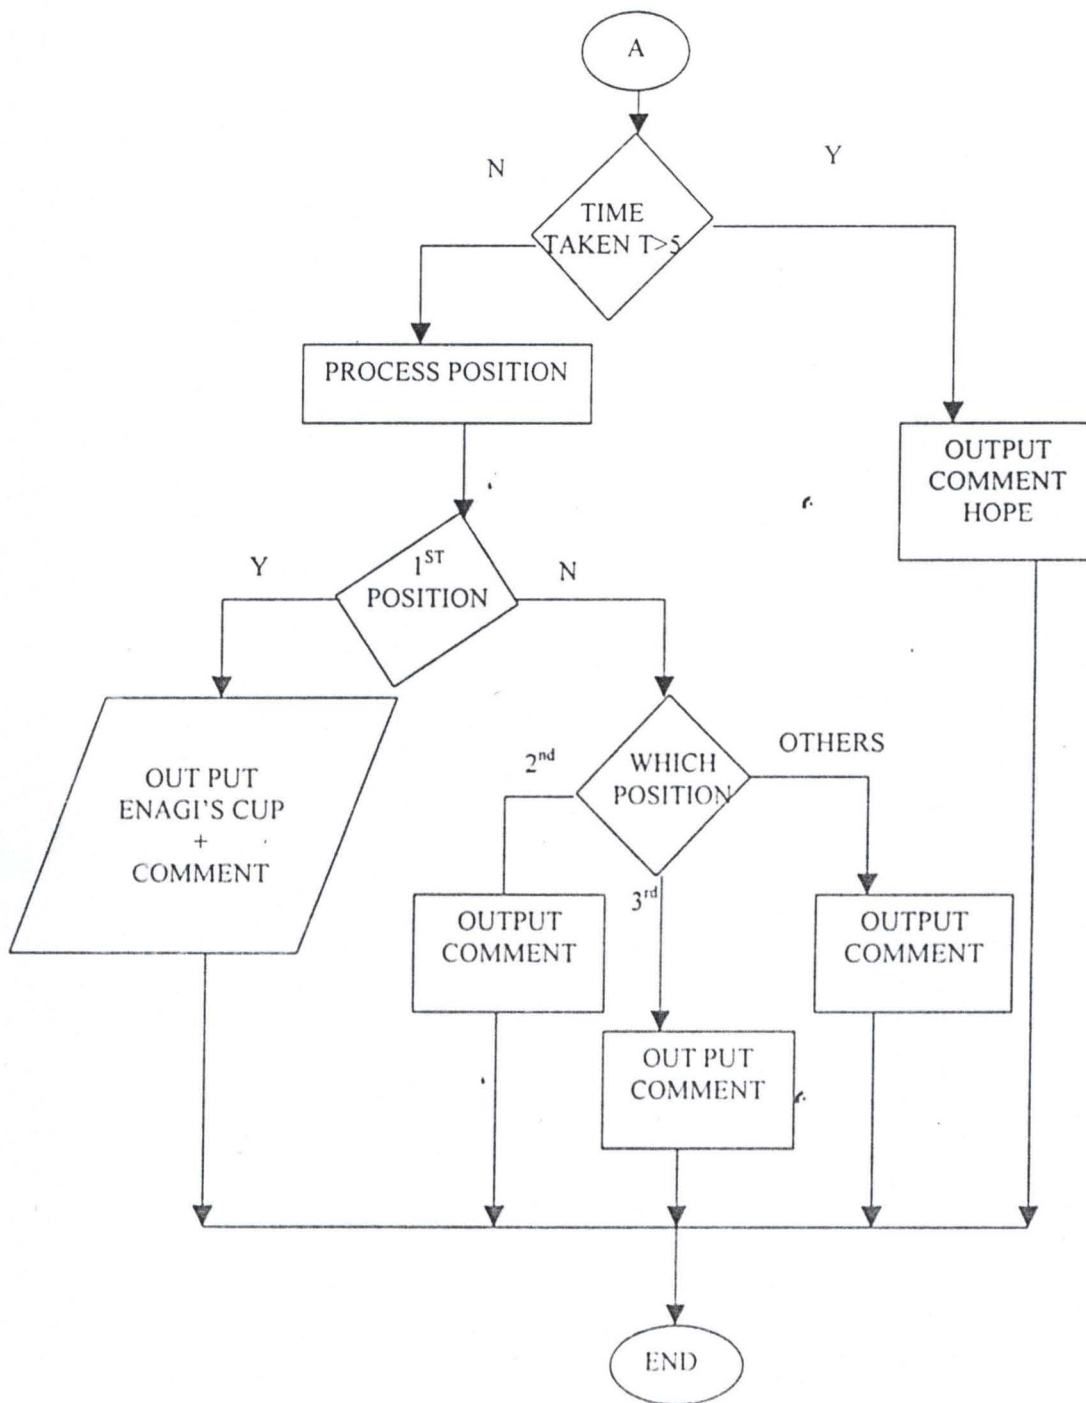 A
N
Y
TIME
TAKEN T>5
PROCESS POSITION
OUTPUT
COMMENT
HOPE
Y
1ST
POSITION
N
OUT PUT
ENAGI'S CUP
+
COMMENT
2nd
WHICH
POSITION
OTHERS
3rd
OUTPUT
COMMENT
OUTPUT
COMMENT
OUT PUT
COMMENT
END